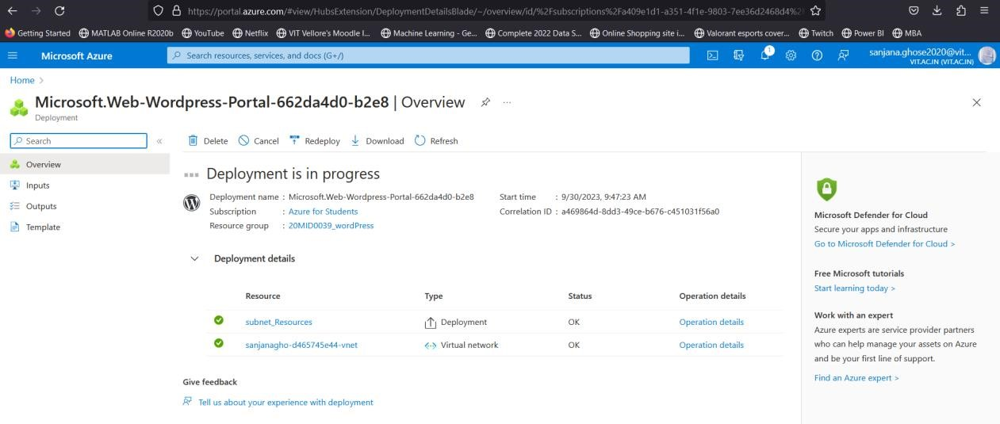 https://portal.azure.com/#view/HubsExtension/DeploymentDetailsBlade/~/overview/id/%2Fsubscriptions%2Fa409e1d1-a351-4f1e-9803-7ee36d2468d4%2
Getting Started MATLAB Online R2020b YouTube Netflix VIT Vellore's Moodle l... Machine Learning - Ge... Complete 2022 Data S... Online Shopping site i... Valorant esports cover... Twitch Power BI MBA
Microsoft Azure
Search resources, services, and docs (G+/)
1
sanjana.ghose2020@vit...
VIT.AC.IN (VIT.AC.IN)
Home >
Microsoft.Web-Wordpress-Portal-662da4d0-b2e8 | Overview ...
Deployment
Search «
Overview
Inputs
Outputs
Template
Delete Cancel Redeploy Download Refresh
Deployment is in progress
Deployment name : Microsoft.Web-Wordpress-Portal-662da4d0-b2e8
Subscription : Azure for Students
Resource group : 20MID0039_wordPress
Start time : 9/30/2023, 9:47:23 AM
Correlation ID : a469864d-8dd3-49ce-b676-c451031f56a0
Deployment details
Resource Type Status Operation details
subnet_Resources Deployment OK Operation details
sanjanagho-d465745e44-vnet Virtual network OK Operation details
Give feedback
Tell us about your experience with deployment
Microsoft Defender for Cloud
Secure your apps and infrastructure
Go to Microsoft Defender for Cloud >
Free Microsoft tutorials
Start learning today >
Work with an expert
Azure experts are service provider partners
who can help manage your assets on Azure
and be your first line of support.
Find an Azure expert >